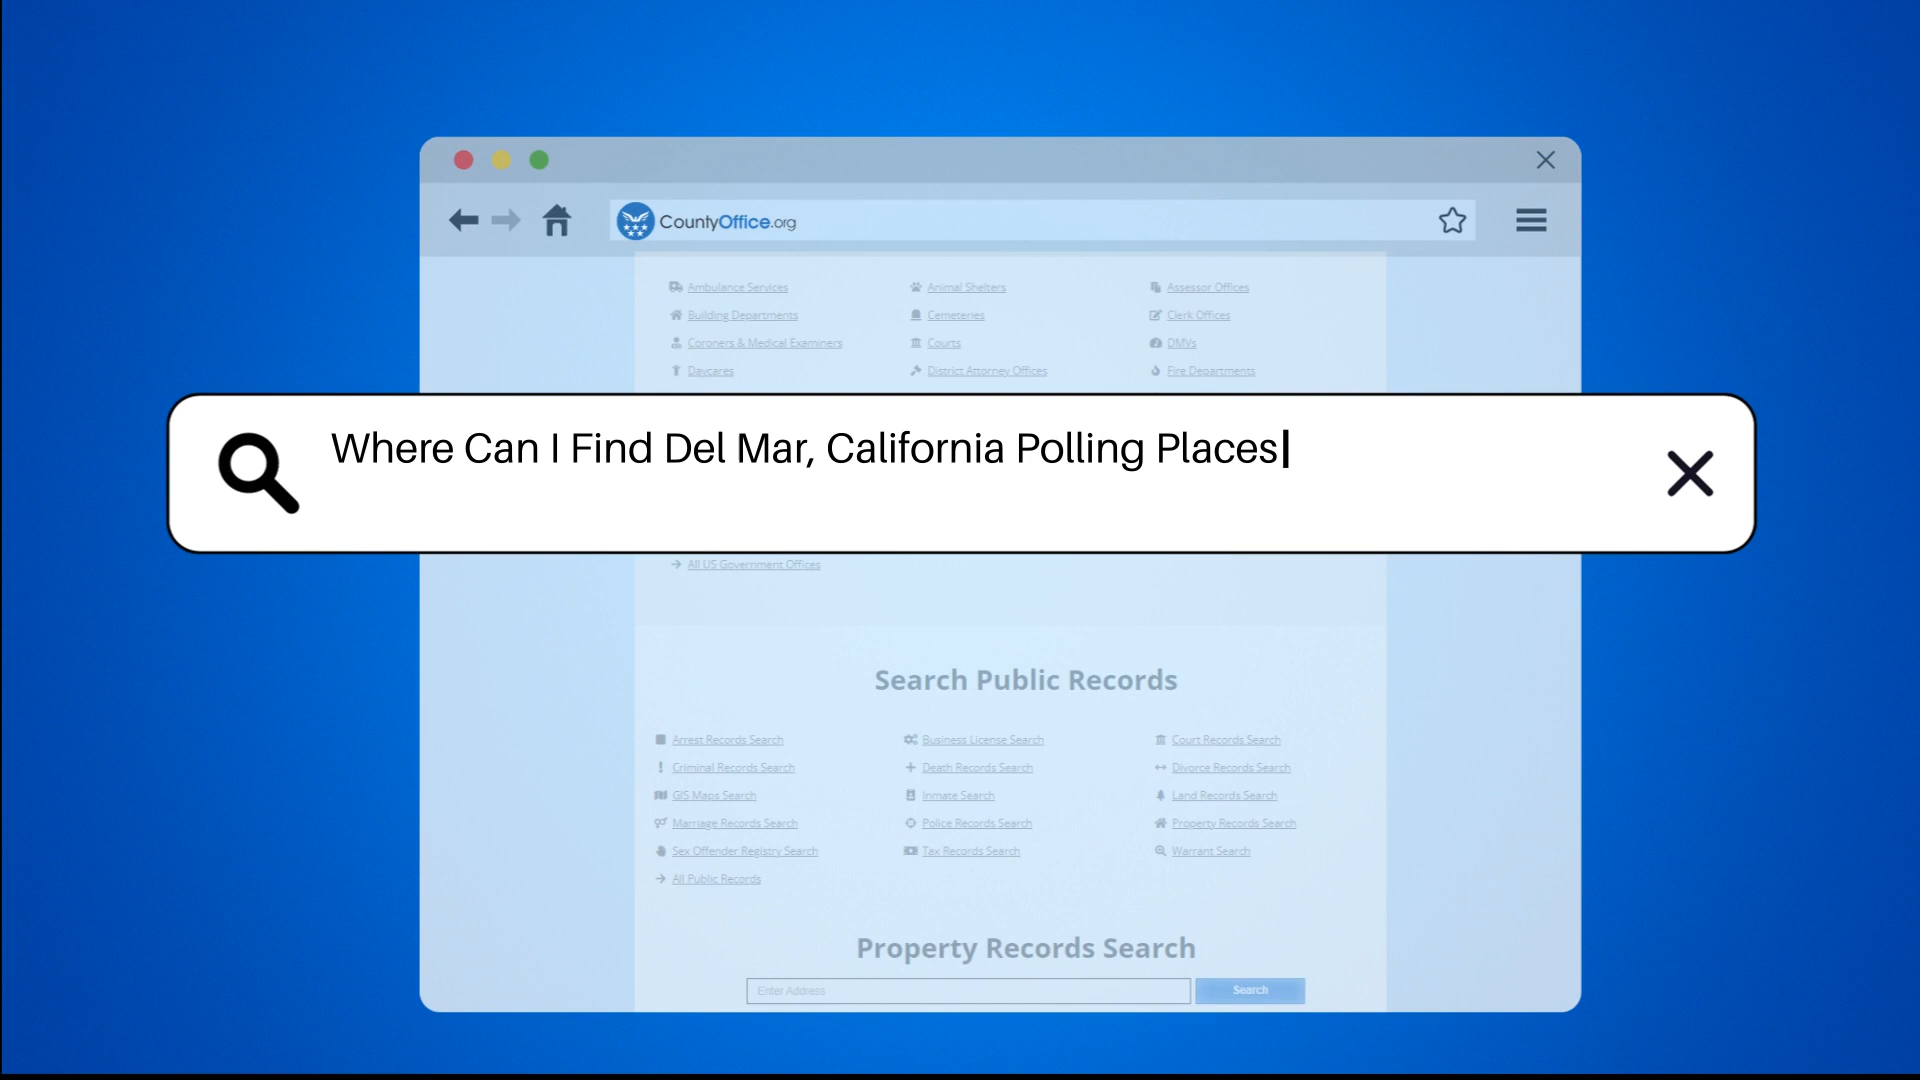 CountyOffice.org
Ambulance Services Animal Shelters Assessor Offices
Building Departments Cemeteries Clerk Offices
Coroners & Medical Examiners Courts DMVs
Daycares District Attorney Offices Fire Departments
Where Can I Find Del Mar, California Polling Places
All US Government Offices
Search Public Records
Arrest Records Search Business License Search Court Records Search
Criminal Records Search Death Records Search Divorce Records Search
GIS Maps Search Inmate Search Land Records Search
Marriage Records Search Police Records Search Property Records Search
Sex Offender Registry Search Tax Records Search Warrant Search
All Public Records
Property Records Search
Enter Address Search